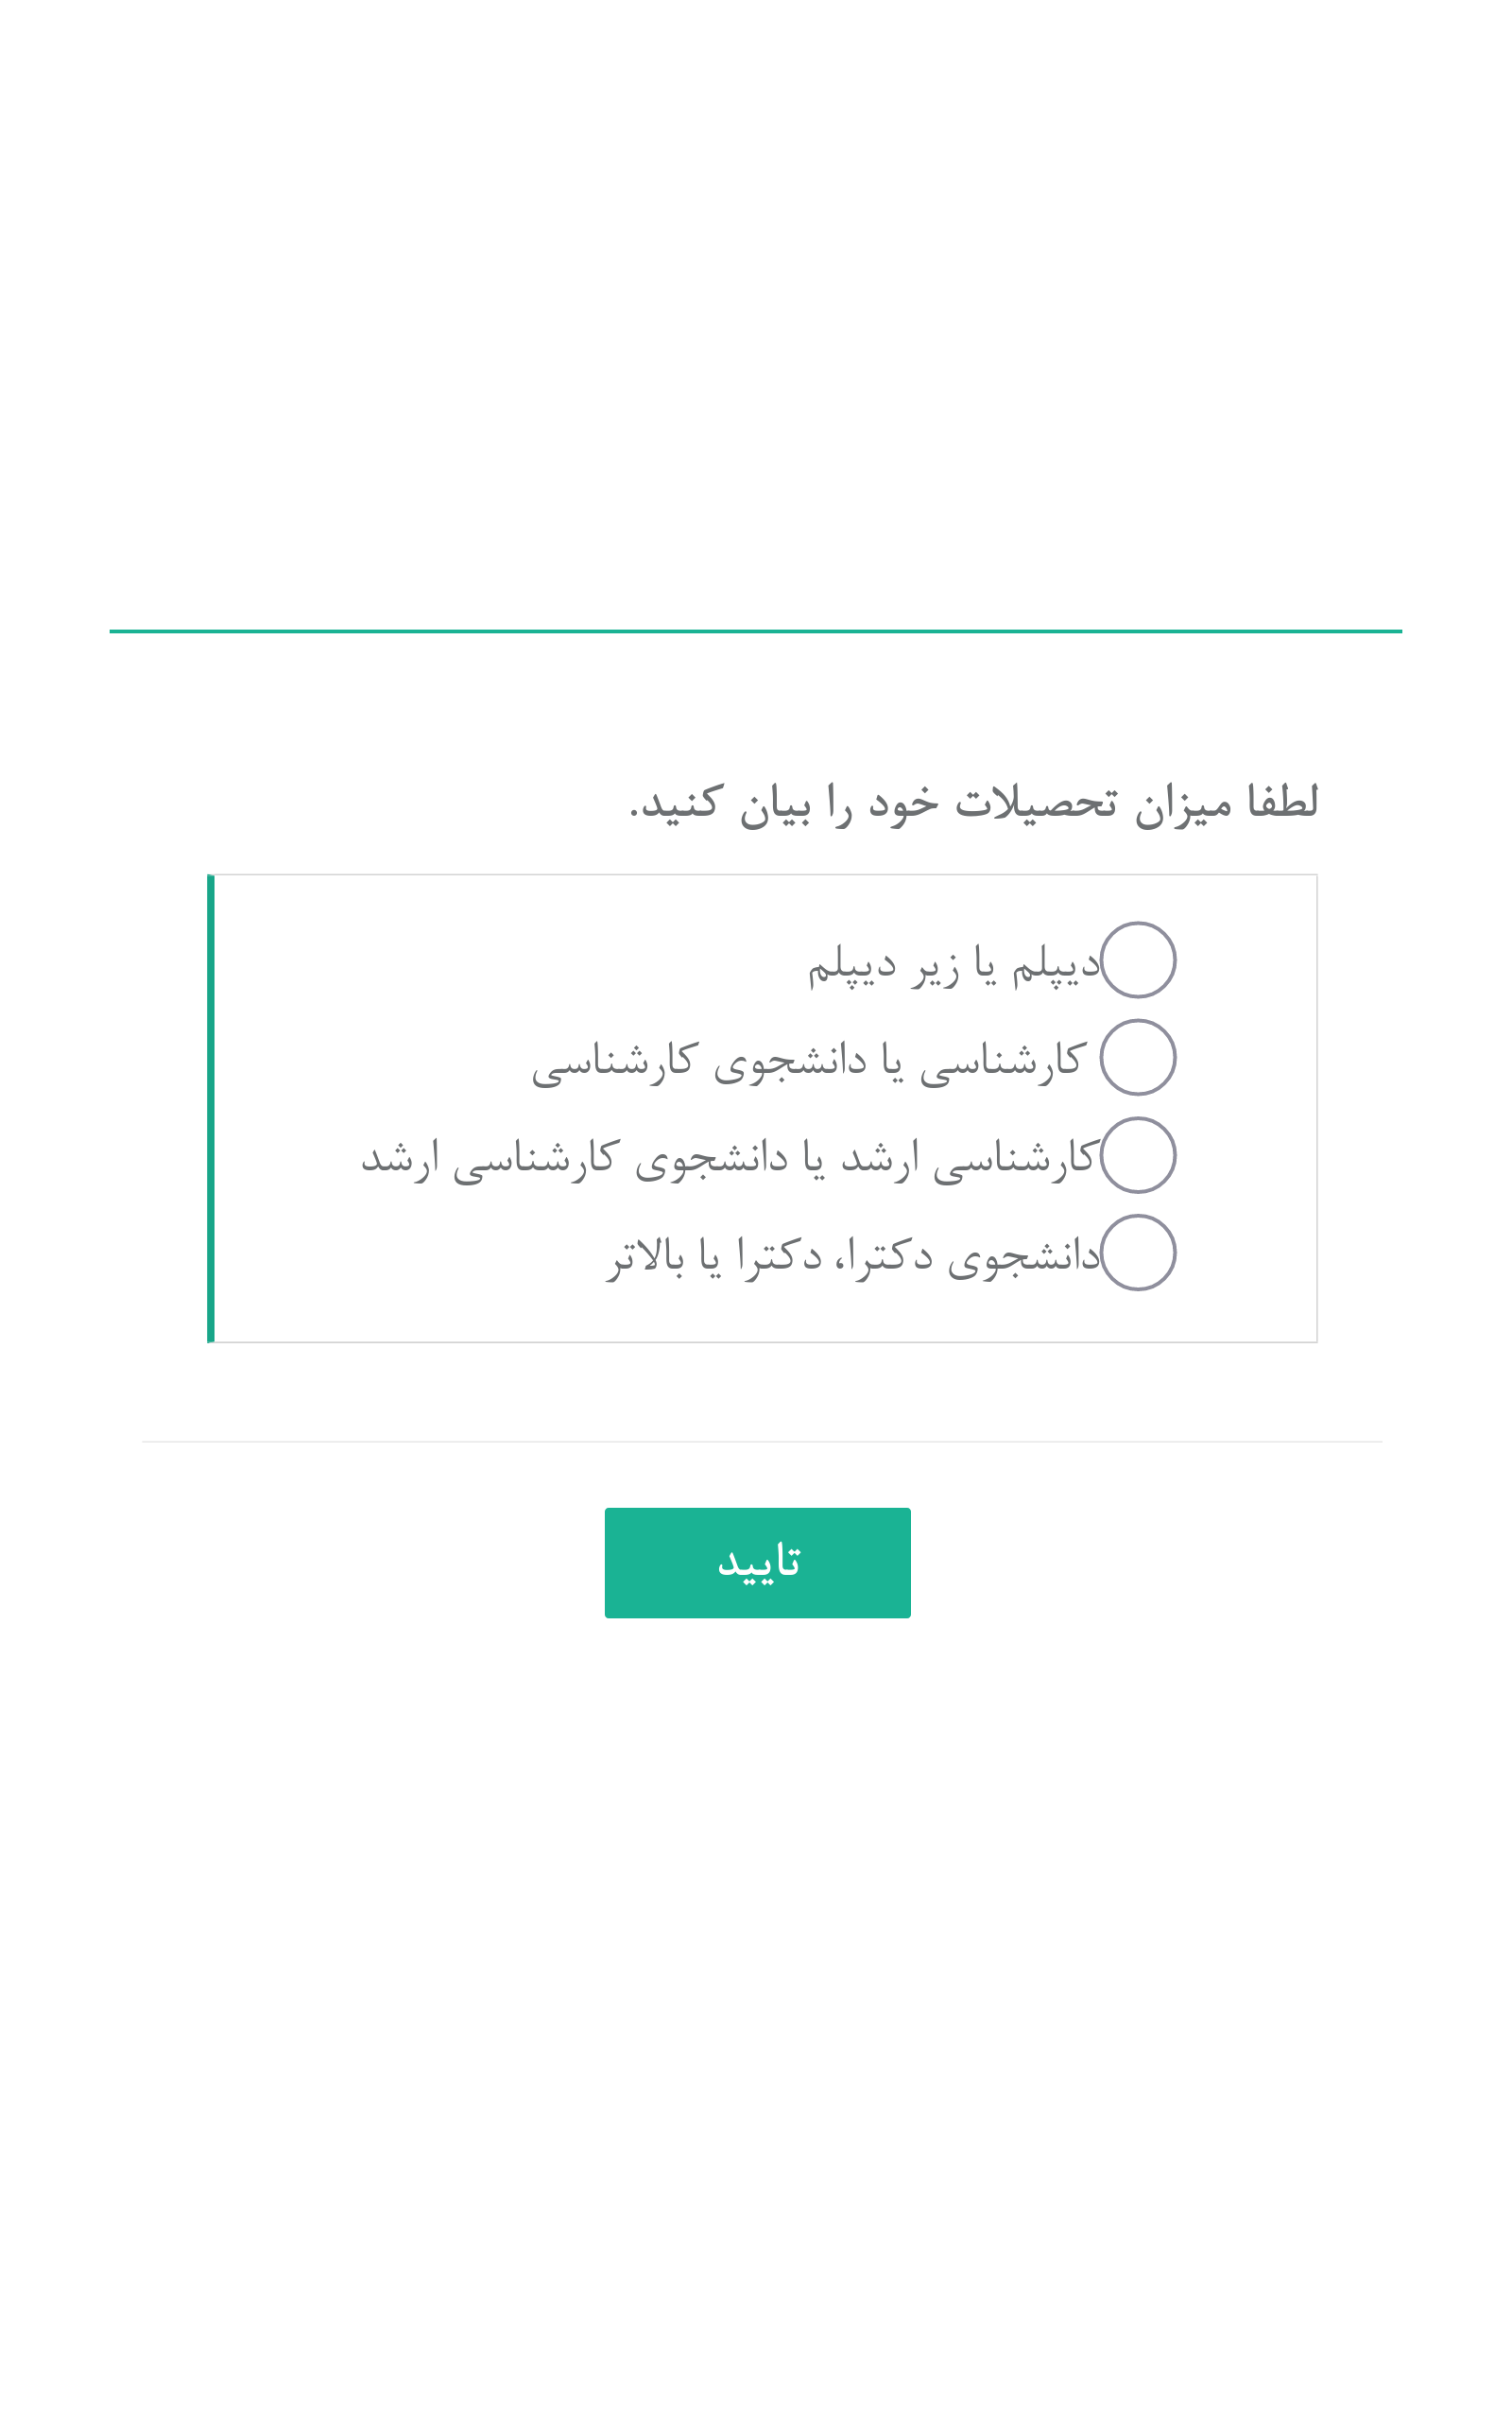 لطفا میزان تحصیلات خود را بیان کنید.
دیپلم یا زیر دیپلم
کارشناسی یا دانشجوی کارشناسی
کارشناسی ارشد یا دانشجوی کارشناسی ارشد
دانشجوی دکترا، دکترا یا بالاتر
تایید